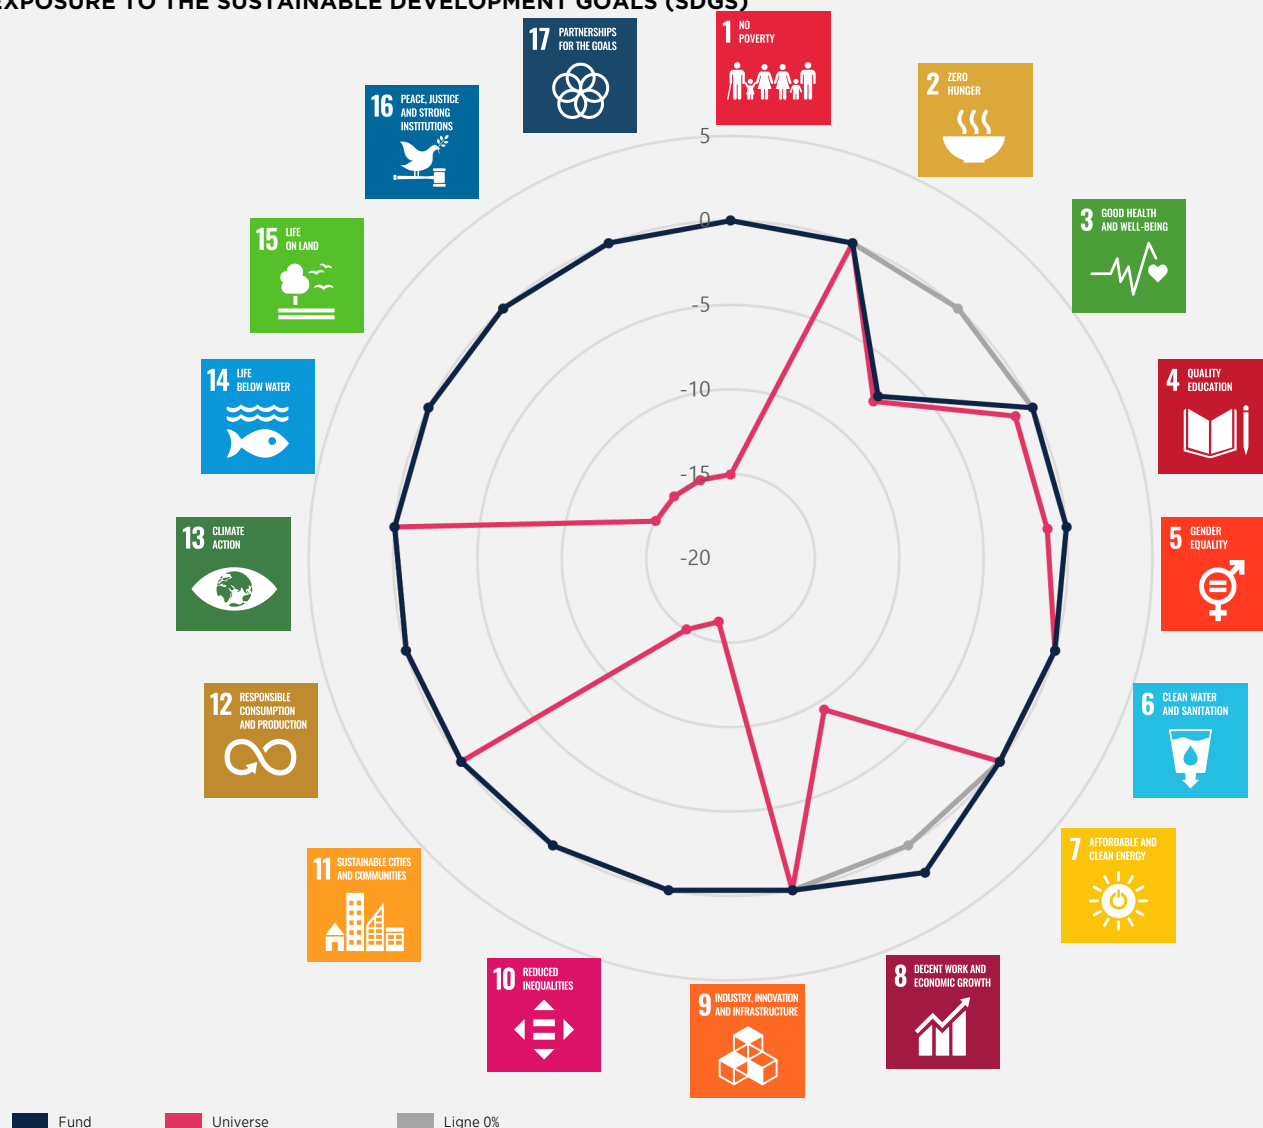 EXPOSURE TO THE SUSTAINABLE DEVELOPMENT GOALS (SDGS)
17 PARTNERSHIPS
FOR THE GOALS
1 NO
POVERTY
2 ZERO
HUNGER
16 PEACE, JUSTICE
AND STRONG
INSTITUTIONS
5
3 GOOD HEALTH
AND WELL-BEING
15 LIFE
ON LAND
0
-5
14 LIFE
BELOW WATER
4 QUALITY
EDUCATION
-10
-15
13 CLIMATE
ACTION
5 GENDER
EQUALITY
-20
12 RESPONSIBLE
CONSUMPTION
AND PRODUCTION
6 CLEAN WATER
AND SANITATION
11 SUSTAINABLE CITIES
AND COMMUNITIES
7 AFFORDABLE AND
CLEAN ENERGY
10 REDUCED
INEQUALITIES
8 DECENT WORK AND
ECONOMIC GROWTH
9 INDUSTRY, INNOVATION
AND INFRASTRUCTURE
Fund Universe Ligne 0%